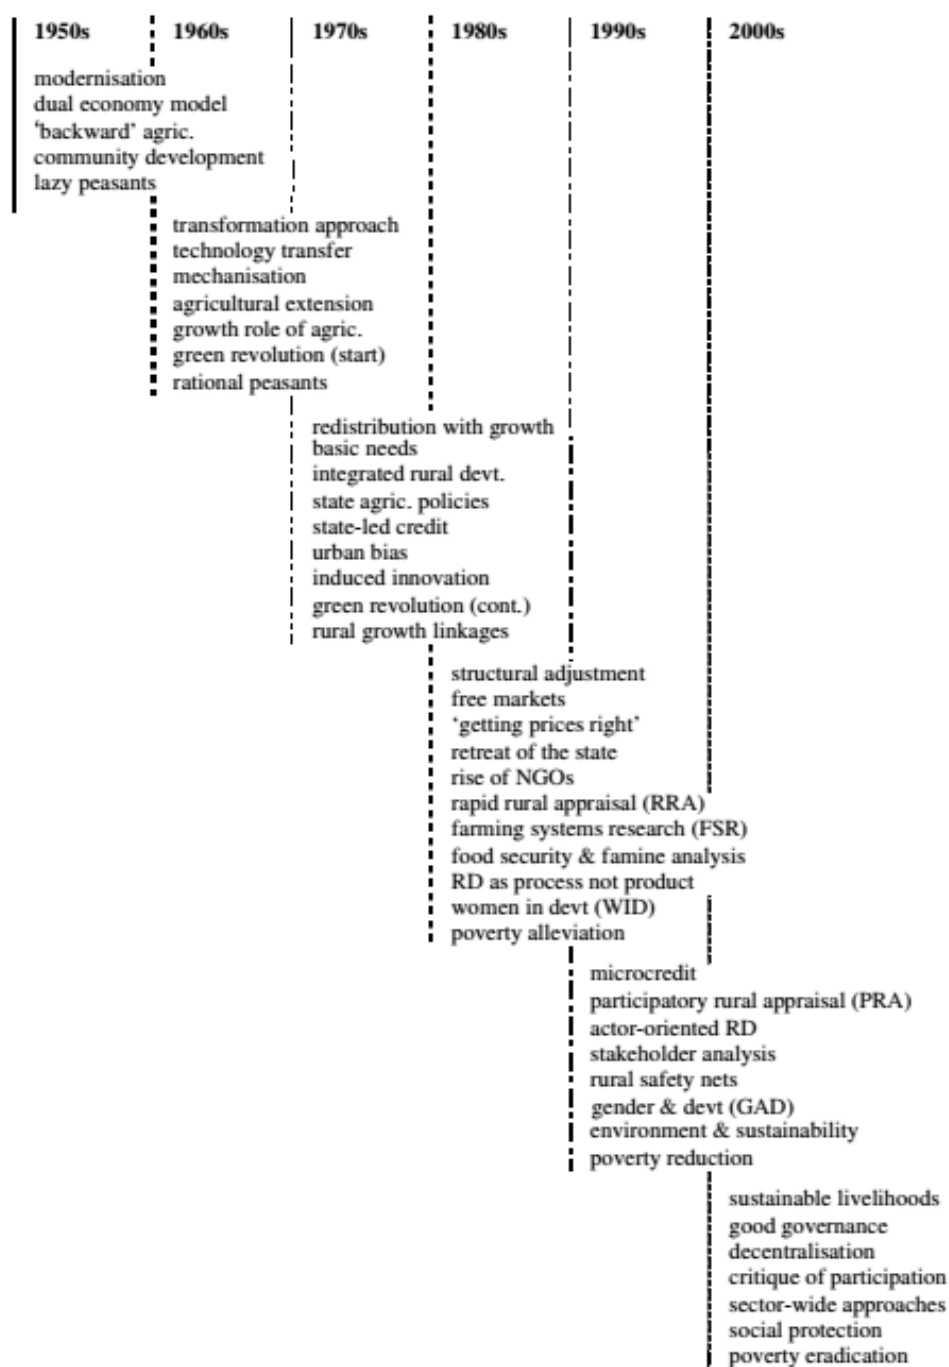 1950s 1960s 1970s 1980s 1990s 2000s
modernisation
dual economy model
‘backward’ agric.
community development
lazy peasants
transformation approach
technology transfer
mechanisation
agricultural extension
growth role of agric.
green revolution (start)
rational peasants
redistribution with growth
basic needs
integrated rural devt.
state agric. policies
state-led credit
urban bias
induced innovation
green revolution (cont.)
rural growth linkages
structural adjustment
free markets
‘getting prices right’
retreat of the state
rise of NGOs
rapid rural appraisal (RRA)
farming systems research (FSR)
food security & famine analysis
RD as process not product
women in devt (WID)
poverty alleviation
microcredit
participatory rural appraisal (PRA)
actor-oriented RD
stakeholder analysis
rural safety nets
gender & devt (GAD)
environment & sustainability
poverty reduction
sustainable livelihoods
good governance
decentralisation
critique of participation
sector-wide approaches
social protection
poverty eradication